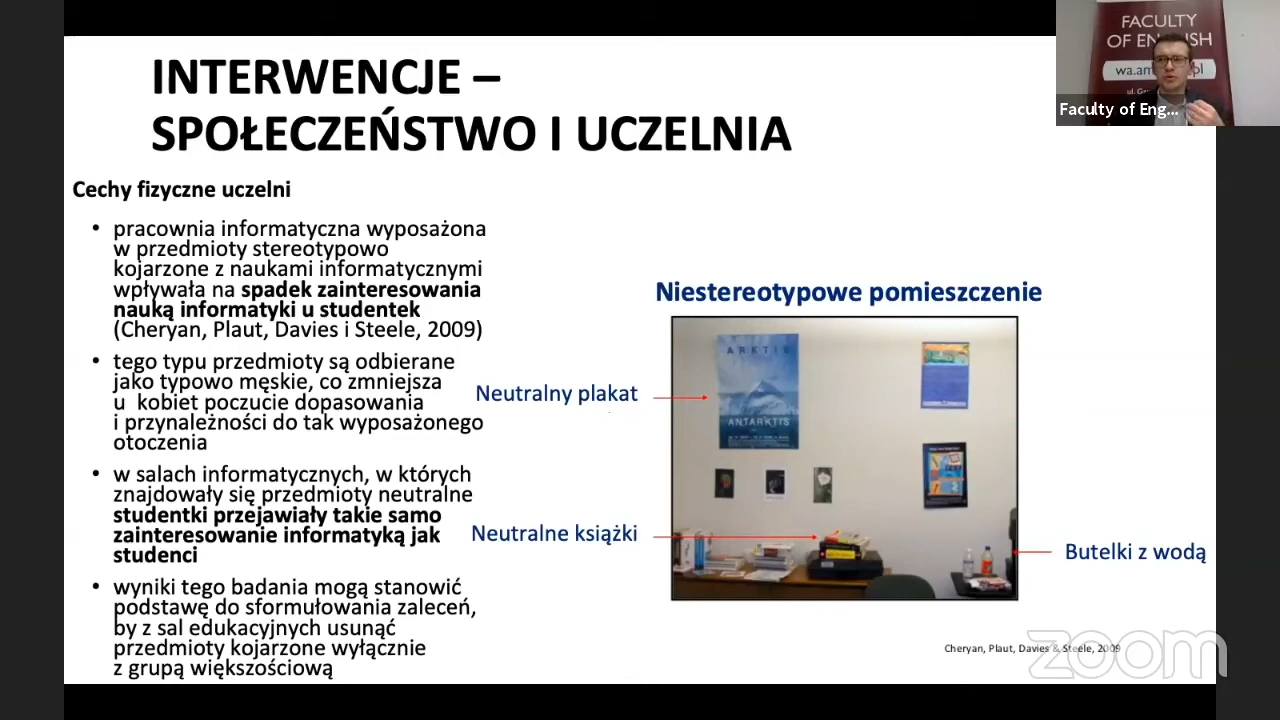 INTERWENCJE –
SPOŁECZEŃSTWO I UCZELNIA
Cechy fizyczne uczelni
• pracownia informatyczna wyposażona
w przedmioty stereotypowo
kojarzone z naukami informatycznymi
wpływała na spadek zainteresowania
nauką informatyki u studentek
(Cheryan, Plaut, Davies i Steele, 2009)
• tego typu przedmioty są odbierane
jako typowo męskie, co zmniejsza
u kobiet poczucie dopasowania
i przynależności do tak wyposażonego
otoczenia
• w salach informatycznych, w których
znajdowały się przedmioty neutralne
studentki przejawiały takie samo
zainteresowanie informatyką jak
studenci
• wyniki tego badania mogą stanowić
podstawę do sformułowania zaleceń,
by z sal edukacyjnych usunąć
przedmioty kojarzone wyłącznie
z grupą większościową
Niestereotypowe pomieszczenie
Neutralny plakat
ARKTIS
ANTARKTIS
Neutralne książki
Butelki z wodą
Cheryan, Plaut, Davies & Steele, 2009
zoom
FACULTY
OF ENGLISH
Faculty of Eng...